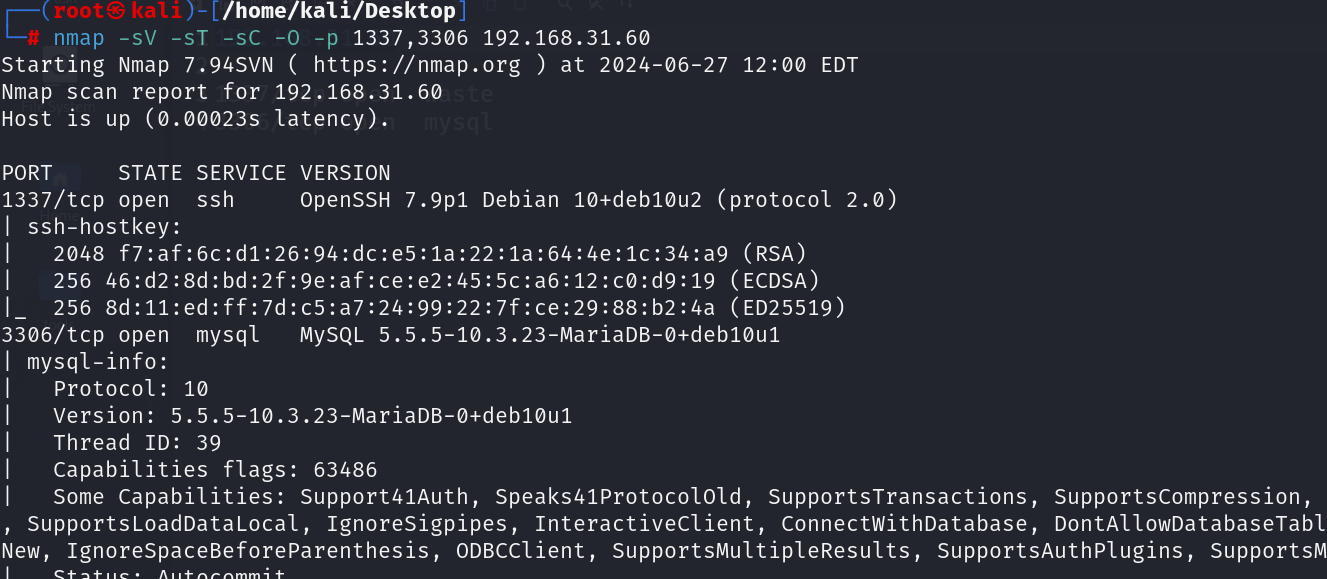 ┌──(root㉿kali)-[/home/kali/Desktop]
└─# nmap -sV -sT -sC -O -p 1337,3306 192.168.31.60
Starting Nmap 7.94SVN ( https://nmap.org ) at 2024-06-27 12:00 EDT
Nmap scan report for 192.168.31.60
Host is up (0.00023s latency).
PORT     STATE SERVICE VERSION
1337/tcp open  ssh     OpenSSH 7.9p1 Debian 10+deb10u2 (protocol 2.0)
| ssh-hostkey:
|   2048 f7:af:6c:d1:26:94:dc:e5:1a:22:1a:64:4e:1c:34:a9 (RSA)
|   256 46:d2:8d:bd:2f:9e:af:ce:e2:45:5c:a6:12:c0:d9:19 (ECDSA)
|_  256 8d:11:ed:ff:7d:c5:a7:24:99:22:7f:ce:29:88:b2:4a (ED25519)
3306/tcp open  mysql   MySQL 5.5.5-10.3.23-MariaDB-0+deb10u1
| mysql-info:
|   Protocol: 10
|   Version: 5.5.5-10.3.23-MariaDB-0+deb10u1
|   Thread ID: 39
|   Capabilities flags: 63486
|   Some Capabilities: Support41Auth, Speaks41ProtocolOld, SupportsTransactions, SupportsCompression,
, SupportsLoadDataLocal, IgnoreSigpipes, InteractiveClient, ConnectWithDatabase, DontAllowDatabaseTabl
New, IgnoreSpaceBeforeParenthesis, ODBCClient, SupportsMultipleResults, SupportsAuthPlugins, SupportsM
|   Status: Autocommit